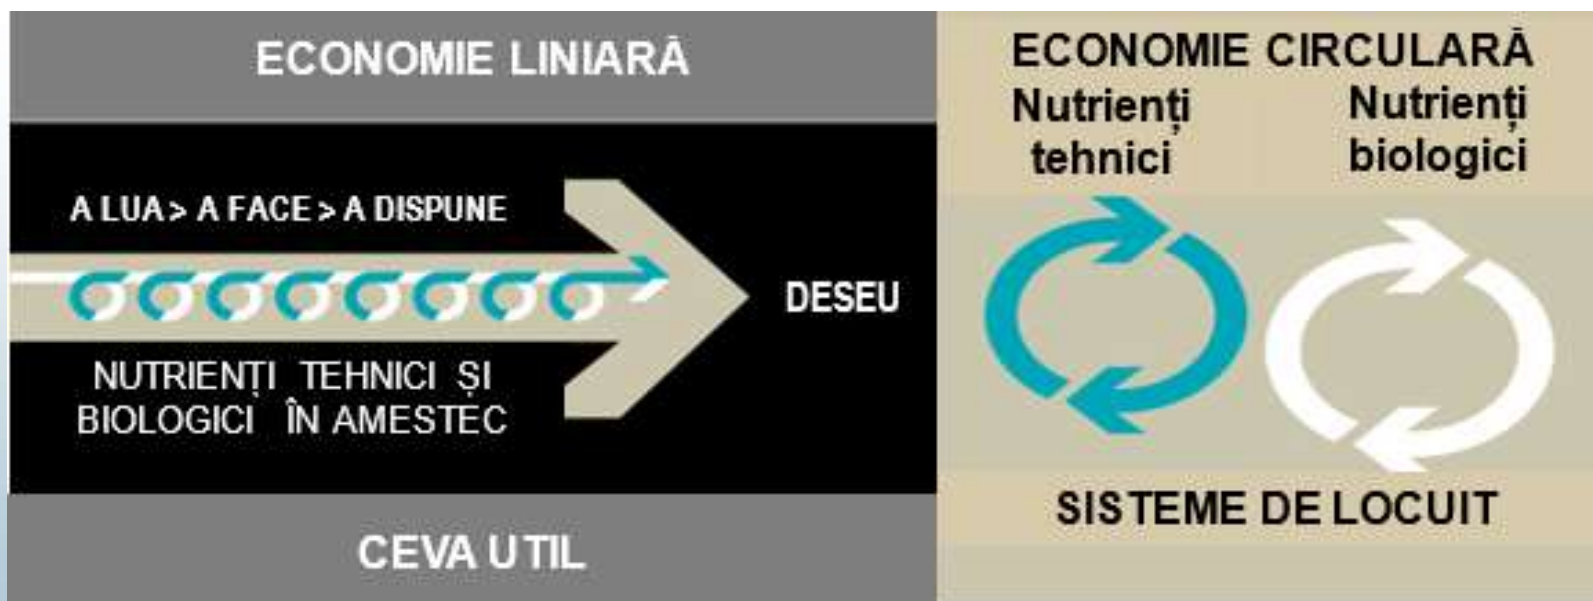 ECONOMIE LINIARĂ
A LUA > A FACE > A DISPUNE
NUTRIENȚI TEHNICI ȘI
BIOLOGICI ÎN AMESTEC
DESEU
CEVA UTIL
ECONOMIE CIRCULARĂ
Nutrienți
tehnici
Nutrienți
biologici
SISTEME DE LOCUIT